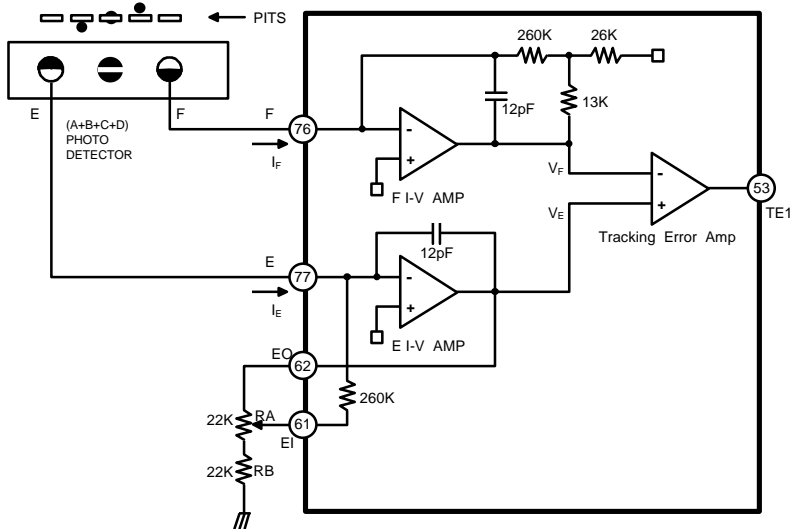 PITS
260K
26K
12pF
13K
E
F
(A+B+C+D)
PHOTO
DETECTOR
F
76
IF
-
+
F I-V AMP
VF
VE
-
+
53
TE1
Tracking Error Amp
12pF
E
77
IE
-
+
E I-V AMP
EO
62
260K
22K
RA
61
EI
22K
RB